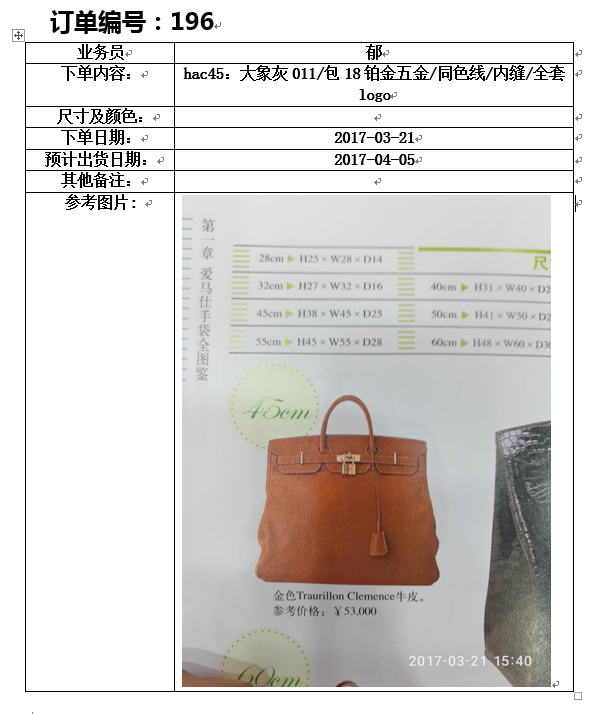 订单编号：196
业务员
郁
下单内容：
hac45：大象灰 011/包 18 铂金五金/同色线/内缝/全套
logo
尺寸及颜色：
下单日期：
2017-03-21
预计出货日期：
2017-04-05
其他备注：
参考图片：
第一章 爱马仕手袋全图鉴
尺
28cm ▶ H25 × W28 × D14
32cm ▶ H27 × W32 × D16
40cm ▶ H31 × W40 × D2
45cm ▶ H38 × W45 × D25
50cm ▶ H41 × W50 × D2
55cm ▶ H45 × W55 × D28
60cm ▶ H48 × W60 × D30
45cm
金色Traurillon Clemence牛皮。
参考价格：￥53,000
60cm
2017-03-21 15:40